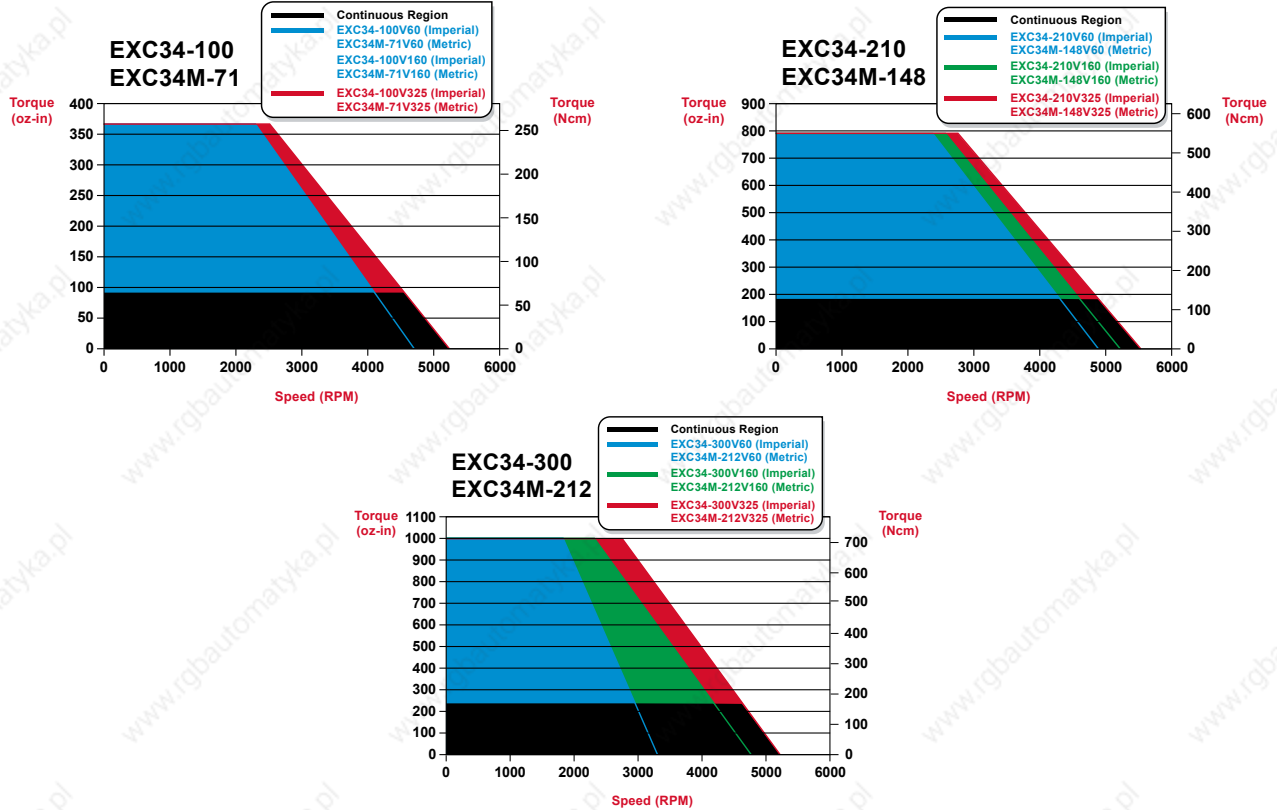 EXC34-100
EXC34M-71
Continuous Region
EXC34-100V60 (Imperial)
EXC34M-71V60 (Metric)
EXC34-100V160 (Imperial)
EXC34M-71V160 (Metric)
EXC34-100V325 (Imperial)
EXC34M-71V325 (Metric)
Torque
(oz-in)
Torque
(Ncm)
400
350
300
250
200
150
100
50
0
250
200
150
100
50
0
0 1000 2000 3000 4000 5000 6000
Speed (RPM)
EXC34-210
EXC34M-148
Continuous Region
EXC34-210V60 (Imperial)
EXC34M-148V60 (Metric)
EXC34-210V160 (Imperial)
EXC34M-148V160 (Metric)
EXC34-210V325 (Imperial)
EXC34M-148V325 (Metric)
Torque
(oz-in)
Torque
(Ncm)
900
800
700
600
500
400
300
200
100
0
600
500
400
300
200
100
0
0 1000 2000 3000 4000 5000 6000
Speed (RPM)
EXC34-300
EXC34M-212
Continuous Region
EXC34-300V60 (Imperial)
EXC34M-212V60 (Metric)
EXC34-300V160 (Imperial)
EXC34M-212V160 (Metric)
EXC34-300V325 (Imperial)
EXC34M-212V325 (Metric)
Torque
(oz-in)
Torque
(Ncm)
1100
1000
900
800
700
600
500
400
300
200
100
0
700
600
500
400
300
200
100
0
0 1000 2000 3000 4000 5000 6000
Speed (RPM)
www.rgbautomatyka.pl